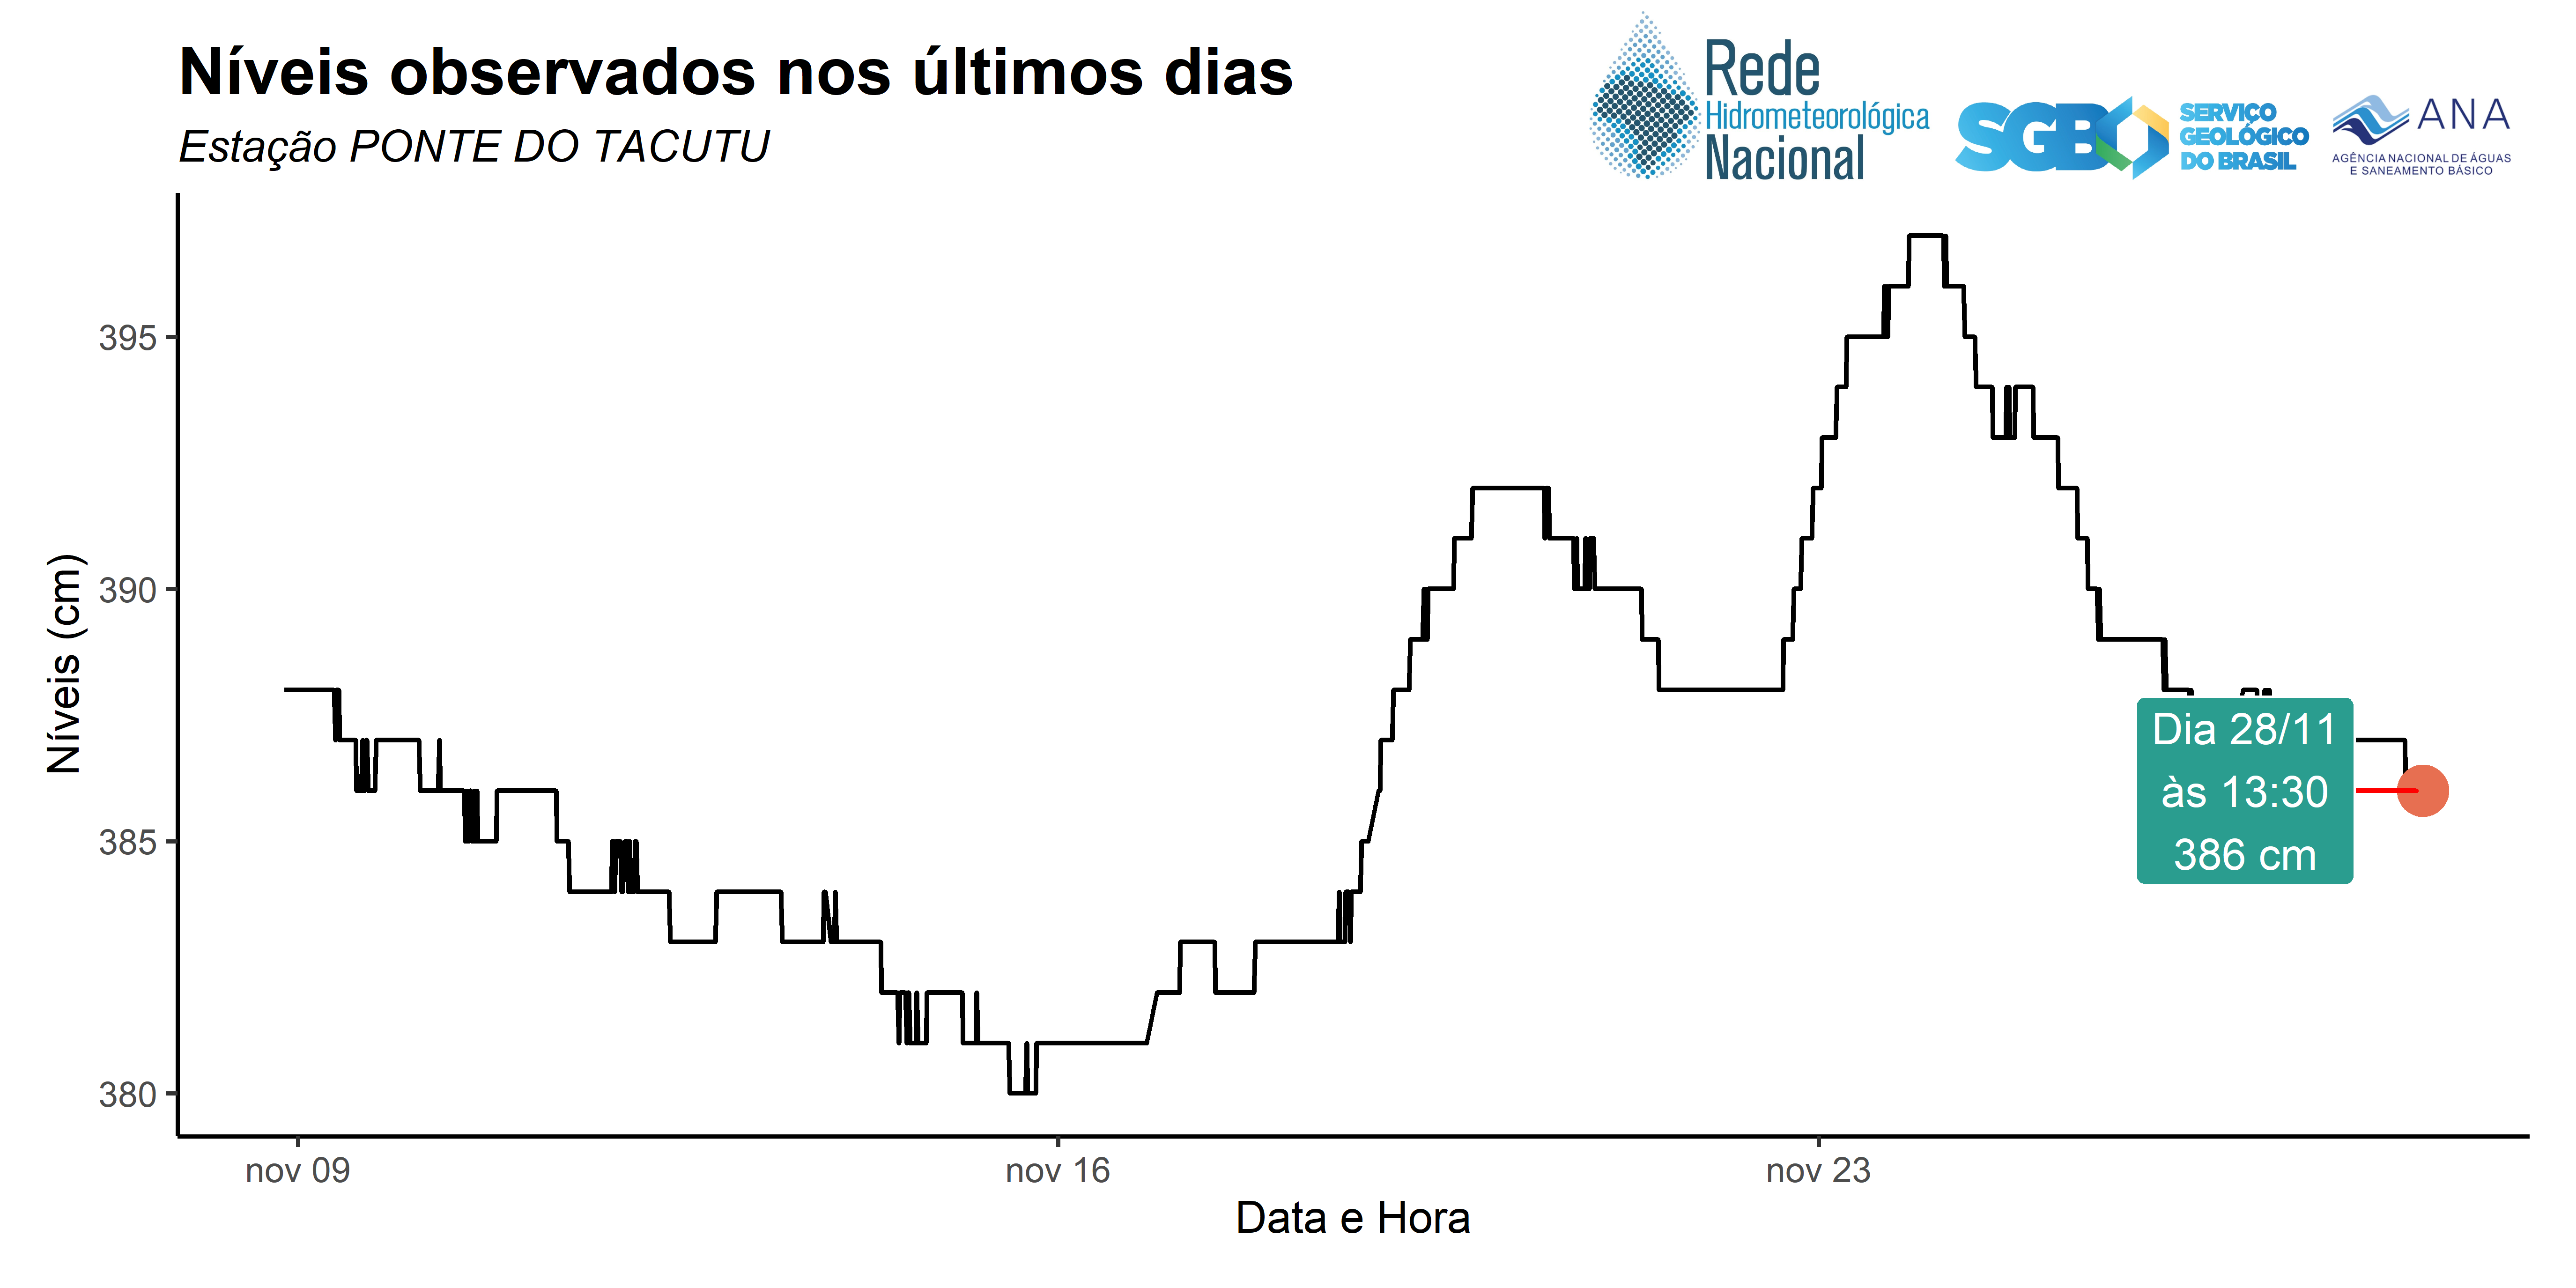 Níveis observados nos últimos dias
Estação PONTE DO TACUTU
Rede
Hidrometeorológica
Nacional
SGB
SERVIÇO
GEOLÓGICO
DO BRASIL
ANA
AGÊNCIA NACIONAL DE ÁGUAS
E SANEAMENTO BÁSICO
Níveis (cm)
395
390
385
380
Dia 28/11
às 13:30
386 cm
nov 09
nov 16
nov 23
Data e Hora